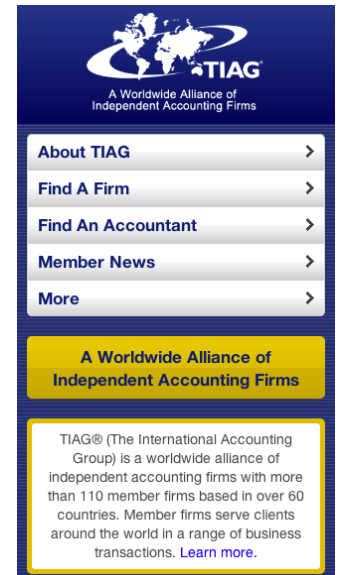 TIAG®
A Worldwide Alliance of
Independent Accounting Firms
About TIAG
Find A Firm
Find An Accountant
Member News
More
A Worldwide Alliance of
Independent Accounting Firms
TIAG® (The International Accounting
Group) is a worldwide alliance of
independent accounting firms with more
than 110 member firms based in over 60
countries. Member firms serve clients
around the world in a range of business
transactions. Learn more.